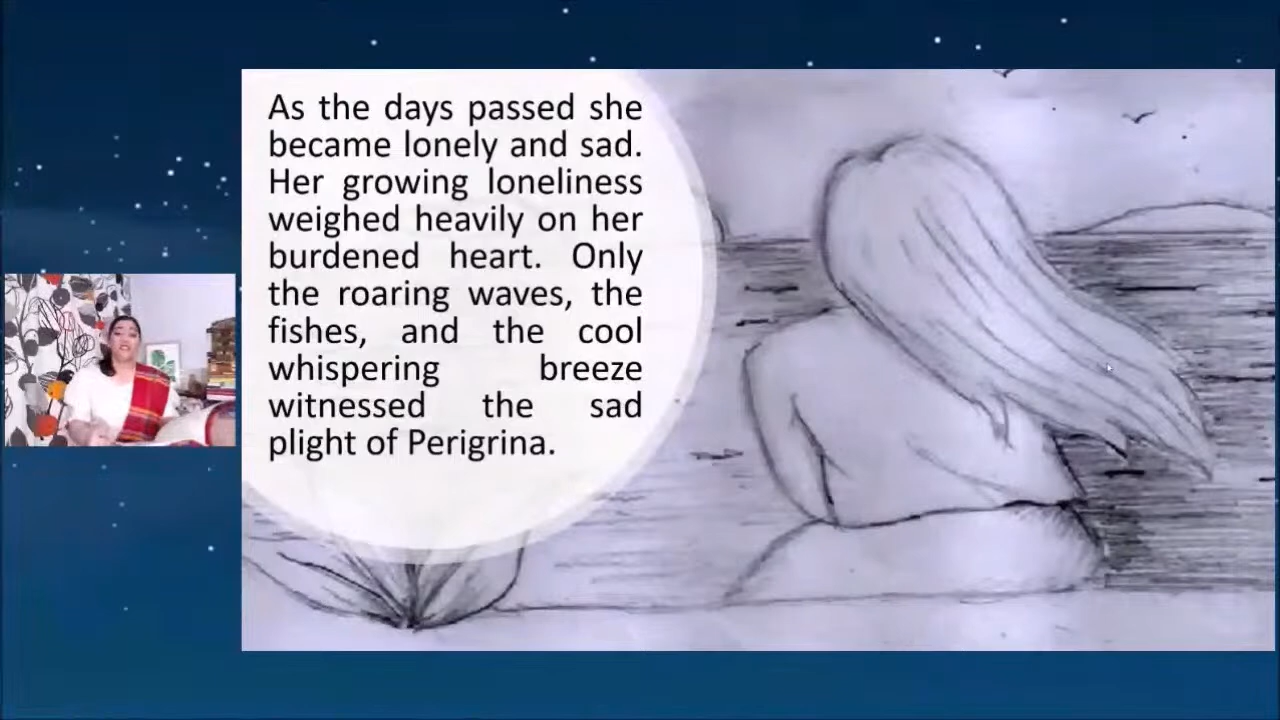 As the days passed she
became lonely and sad.
Her growing loneliness
weighed heavily on her
burdened heart. Only
the roaring waves, the
fishes, and the cool
whispering breeze
witnessed the sad
plight of Perigrina.